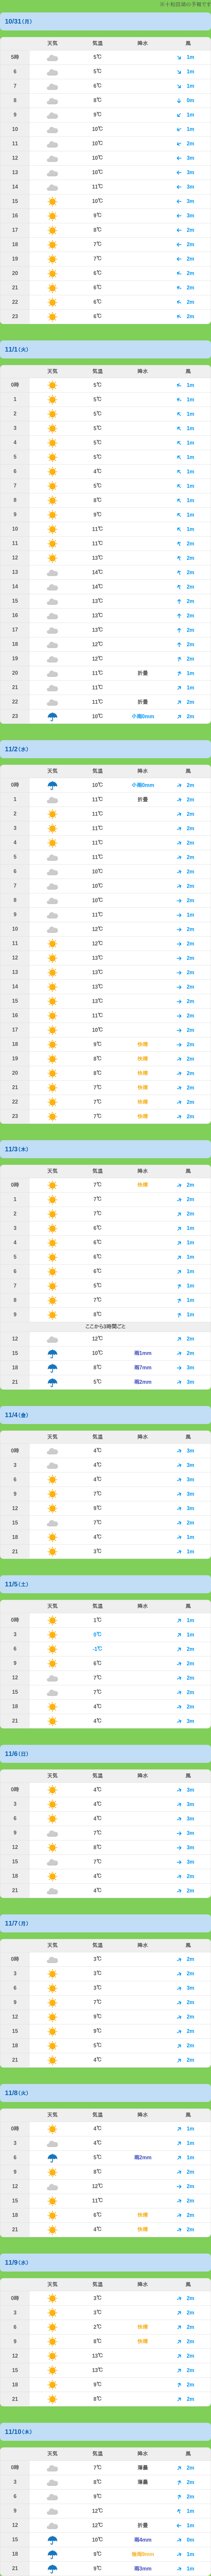 10/31(月)
天気 気温 降水 風
5時 5℃ 1m
6 5℃ 1m
7 6℃ 1m
8 8℃ 0m
9 9℃ 1m
10 10℃ 1m
11 10℃ 2m
12 10℃ 3m
13 10℃ 3m
14 11℃ 3m
15 10℃ 3m
16 9℃ 3m
17 8℃ 2m
18 7℃ 2m
19 7℃ 2m
20 6℃ 2m
21 6℃ 2m
22 6℃ 2m
23 6℃ 2m
11/1(火)
天気 気温 降水 風
0時 5℃ 1m
1 5℃ 2m
2 5℃ 1m
3 5℃ 1m
4 5℃ 1m
5 5℃ 1m
6 4℃ 1m
7 5℃ 1m
8 8℃ 1m
9 9℃ 1m
10 11℃ 1m
11 11℃ 2m
12 13℃ 2m
13 14℃ 2m
14 14℃ 2m
15 13℃ 2m
16 13℃ 2m
17 13℃ 2m
18 12℃ 2m
19 12℃ 2m
20 11℃ 折畳 1m
21 11℃ 1m
22 11℃ 折畳 2m
23 10℃ 小雨0mm 2m
11/2(水)
天気 気温 降水 風
0時 10℃ 小雨0mm 2m
1 11℃ 折畳 2m
2 11℃ 2m
3 11℃ 2m
4 11℃ 2m
5 11℃ 2m
6 10℃ 2m
7 10℃ 2m
8 10℃ 2m
9 11℃ 1m
10 12℃ 2m
11 12℃ 2m
12 13℃ 2m
13 13℃ 2m
14 13℃ 2m
15 13℃ 2m
16 11℃ 2m
17 10℃ 2m
18 9℃ 快晴 2m
19 8℃ 快晴 2m
20 8℃ 快晴 2m
21 7℃ 快晴 2m
22 7℃ 快晴 2m
23 7℃ 快晴 2m
11/3(木)
天気 気温 降水 風
0時 7℃ 快晴 2m
1 7℃ 2m
2 7℃ 2m
3 6℃ 1m
4 6℃ 1m
5 6℃ 1m
6 6℃ 1m
7 5℃ 1m
8 7℃ 1m
9 8℃ 1m
ここから3時間ごと
12 12℃ 2m
15 10℃ 雨1mm 2m
18 8℃ 雨7mm 3m
21 5℃ 雨2mm 3m
11/4(金)
天気 気温 降水 風
0時 4℃ 3m
3 4℃ 3m
6 4℃ 3m
9 7℃ 3m
12 9℃ 3m
15 7℃ 2m
18 4℃ 1m
21 3℃ 1m
11/5(土)
天気 気温 降水 風
0時 1℃ 1m
3 0℃ 1m
6 -1℃ 2m
9 6℃ 2m
12 7℃ 2m
15 7℃ 2m
18 4℃ 2m
21 4℃ 3m
11/6(日)
天気 気温 降水 風
0時 4℃ 3m
3 4℃ 3m
6 4℃ 3m
9 7℃ 3m
12 8℃ 3m
15 7℃ 3m
18 4℃ 2m
21 4℃ 2m
11/7(月)
天気 気温 降水 風
0時 3℃ 2m
3 3℃ 2m
6 3℃ 3m
9 7℃ 2m
12 9℃ 2m
15 9℃ 2m
18 5℃ 2m
21 4℃ 2m
11/8(火)
天気 気温 降水 風
0時 4℃ 1m
3 4℃ 1m
6 5℃ 雨2mm 1m
9 8℃ 2m
12 12℃ 2m
15 11℃ 2m
18 6℃ 快晴 2m
21 4℃ 快晴 2m
11/9(水)
天気 気温 降水 風
0時 3℃ 2m
3 3℃ 2m
6 2℃ 快晴 2m
9 8℃ 快晴 2m
12 13℃ 2m
15 13℃ 2m
18 9℃ 2m
21 8℃ 2m
11/10(木)
天気 気温 降水 風
0時 7℃ 薄曇 2m
3 8℃ 薄曇 2m
6 9℃ 2m
9 12℃ 1m
12 12℃ 折畳 1m
15 10℃ 雨4mm 0m
18 9℃ 1m
21 9℃ 雨3mm 1m